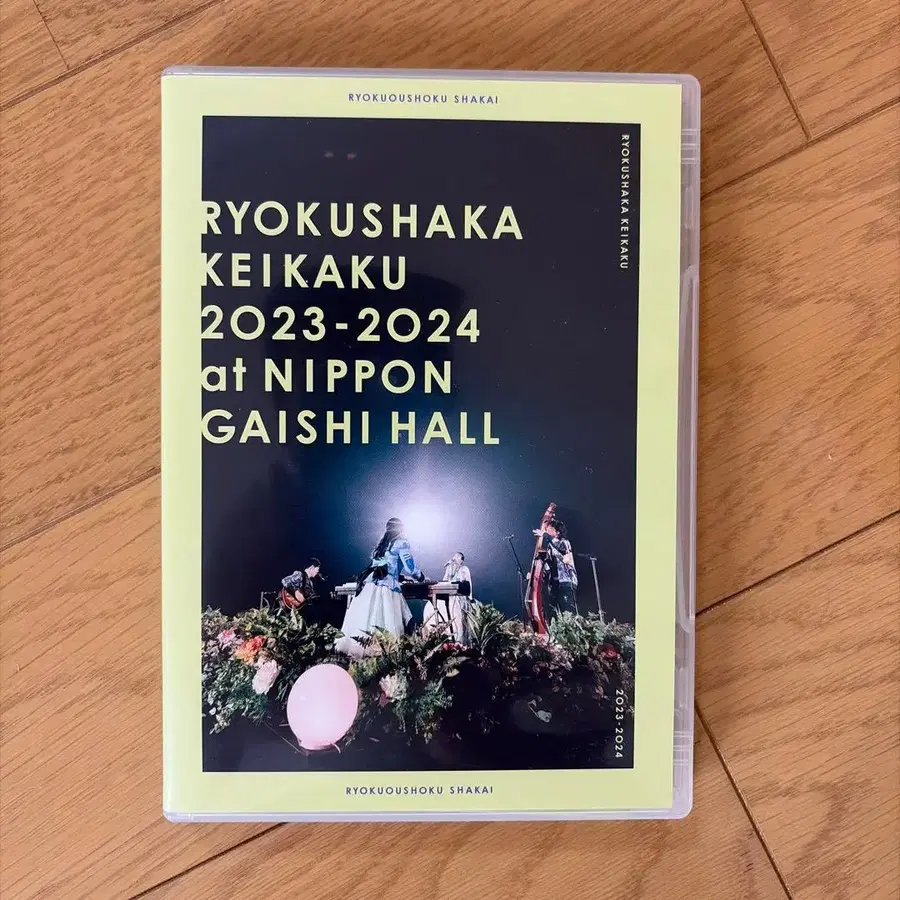 RYOKUOUSHOKU SHAKAI
RYOKUSHAKA KEIKAKU
RYOKUSHAKA
KEIKAKU
2023-2024
at NIPPON
GAISHI HALL
2023-2024
RYOKUOUSHOKU SHAKAI